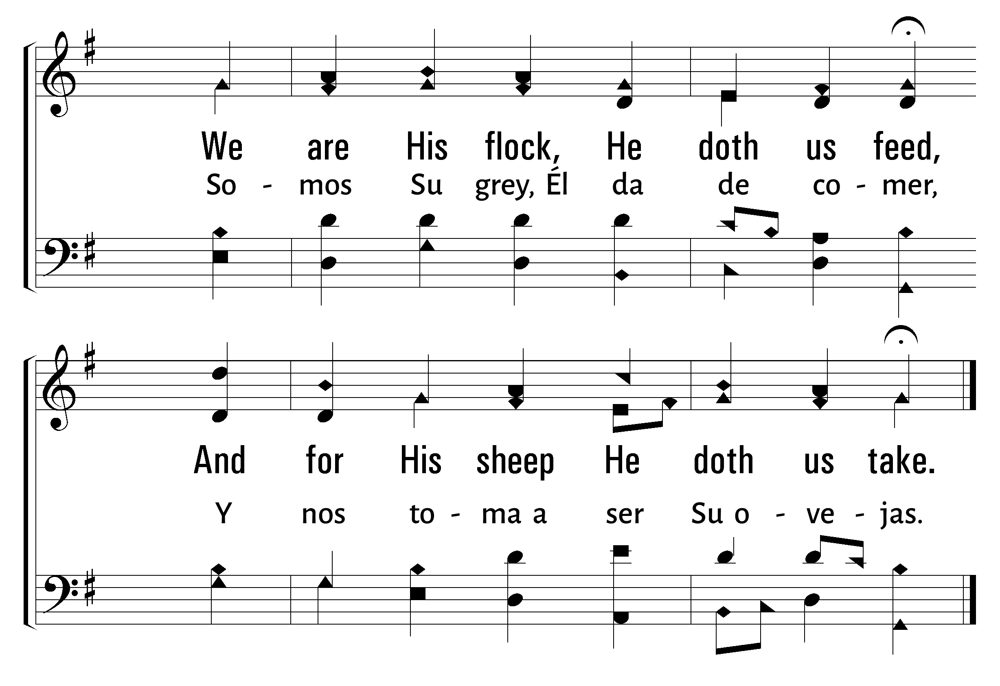 We are His flock, He doth us feed,
So - mos Su grey, Él da de co - mer,
And for His sheep He doth us take.
Y nos to - ma a ser Su o - ve - jas.